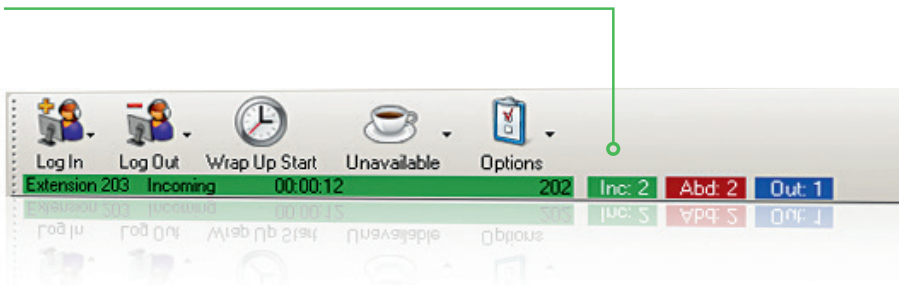 Log In Log Out Wrap Up Start Unavailable Options
Extension 203 Incoming 00:00:12 202 Inc: 2 Abd: 2 Out: 1